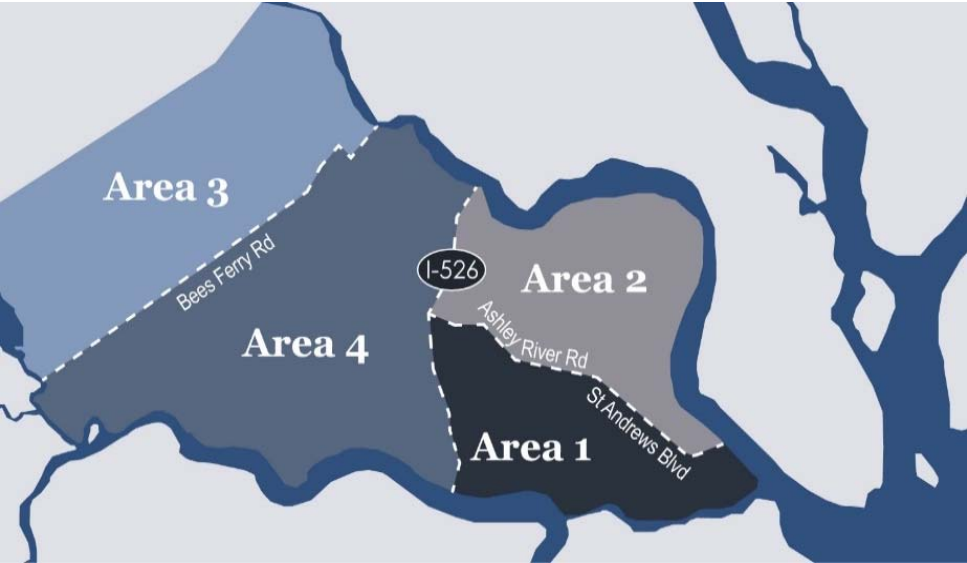 Area 3
Bees Ferry Rd
I-526
Area 2
Ashley River Rd
Area 4
St Andrews Blvd
Area 1